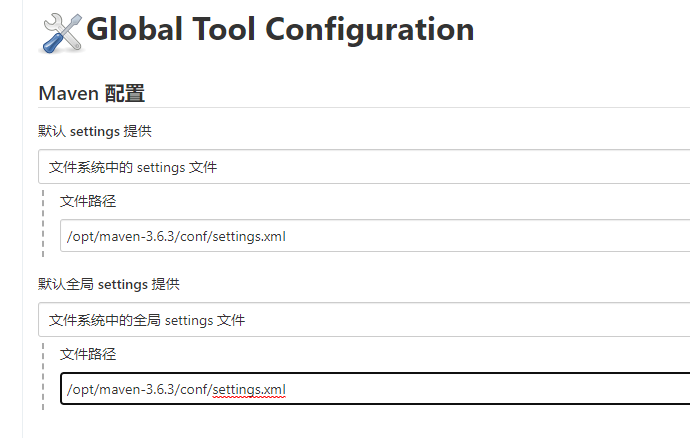 Global Tool Configuration
Maven 配置
默认 settings 提供
文件系统中的 settings 文件
文件路径
/opt/maven-3.6.3/conf/settings.xml
默认全局 settings 提供
文件系统中的全局 settings 文件
文件路径
/opt/maven-3.6.3/conf/settings.xml